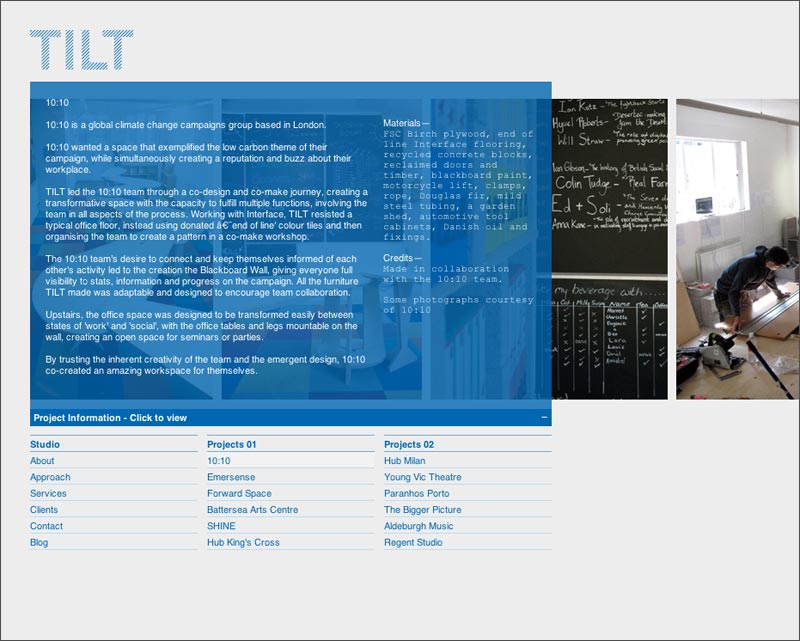 TILT
10:10
10:10 is a global climate change campaigns group based in London.
10:10 wanted a space that exemplified the low carbon theme of their
campaign, while simultaneously creating a reputation and buzz about their
workplace.
TILT led the 10:10 team through a co-design and co-make journey, creating a
transformative space with the capacity to fulfill multiple functions, involving the
team in all aspects of the process. Working with Interface, TILT resisted a
typical office floor, instead using donated â€˜end of line' colour tiles and then
organising the team to create a pattern in a co-make workshop.
The 10:10 team's desire to connect and keep themselves informed of each
other's activity led to the creation the Blackboard Wall, giving everyone full
visibility to stats, information and progress on the campaign. All the furniture
TILT made was adaptable and designed to encourage team collaboration.
Upstairs, the office space was designed to be transformed easily between
states of 'work' and 'social', with the office tables and legs mountable on the
wall, creating an open space for seminars or parties.
By trusting the inherent creativity of the team and the emergent design, 10:10
co-created an amazing workspace for themselves.
Materials—
FSC Birch plywood, end of
line Interface flooring,
recycled concrete blocks,
reclaimed doors and
timber, blackboard paint,
motorcycle lift, clamps,
rope, Douglas fir, mild
steel tubing, a garden
shed, automotive tool
cabinets, Danish oil and
fixings.
Credits—
Made in collaboration
with the 10:10 team.
Some photographs courtesy
of 10:10
Ian Katz - The
Will Straw - The role of
Ian Gibson - The history of British Social
Colin Tudge - Real Farm
Ed + Soli
Anna Kane -
my beverage with.....
Milk Sugar Name
Lara
Lewis
Project Information - Click to view –
Studio
About
Approach
Services
Clients
Contact
Blog
Projects 01
10:10
Emersense
Forward Space
Battersea Arts Centre
SHINE
Hub King's Cross
Projects 02
Hub Milan
Young Vic Theatre
Paranhos Porto
The Bigger Picture
Aldeburgh Music
Regent Studio